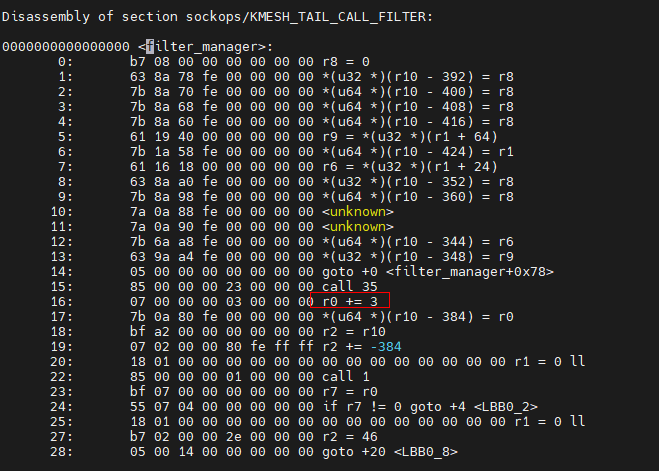 Disassembly of section sockops/KMESH_TAIL_CALL_FILTER:
0000000000000000 <filter_manager>:
0: b7 08 00 00 00 00 00 00 r8 = 0
1: 63 8a 78 fe 00 00 00 00 *(u32 *)(r10 - 392) = r8
2: 7b 8a 70 fe 00 00 00 00 *(u64 *)(r10 - 400) = r8
3: 7b 8a 68 fe 00 00 00 00 *(u64 *)(r10 - 408) = r8
4: 7b 8a 60 fe 00 00 00 00 *(u64 *)(r10 - 416) = r8
5: 61 19 40 00 00 00 00 00 r9 = *(u32 *)(r1 + 64)
6: 7b 1a 58 fe 00 00 00 00 *(u64 *)(r10 - 424) = r1
7: 61 16 18 00 00 00 00 00 r6 = *(u32 *)(r1 + 24)
8: 63 8a a0 fe 00 00 00 00 *(u32 *)(r10 - 352) = r8
9: 7b 8a 98 fe 00 00 00 00 *(u64 *)(r10 - 360) = r8
10: 7a 0a 88 fe 00 00 00 00 <unknown>
11: 7a 0a 90 fe 00 00 00 00 <unknown>
12: 7b 6a a8 fe 00 00 00 00 *(u64 *)(r10 - 344) = r6
13: 63 9a a4 fe 00 00 00 00 *(u32 *)(r10 - 348) = r9
14: 05 00 00 00 00 00 00 00 goto +0 <filter_manager+0x78>
15: 85 00 00 00 23 00 00 00 call 35
16: 07 00 00 00 03 00 00 00 r0 += 3
17: 7b 0a 80 fe 00 00 00 00 *(u64 *)(r10 - 384) = r0
18: bf a2 00 00 00 00 00 00 r2 = r10
19: 07 02 00 00 80 fe ff ff r2 += -384
20: 18 01 00 00 00 00 00 00 00 00 00 00 00 00 00 00 r1 = 0 ll
22: 85 00 00 00 01 00 00 00 call 1
23: bf 07 00 00 00 00 00 00 r7 = r0
24: 55 07 04 00 00 00 00 00 if r7 != 0 goto +4 <LBB0_2>
25: 18 01 00 00 00 00 00 00 00 00 00 00 00 00 00 00 r1 = 0 ll
27: b7 02 00 00 2e 00 00 00 r2 = 46
28: 05 00 14 00 00 00 00 00 goto +20 <LBB0_8>